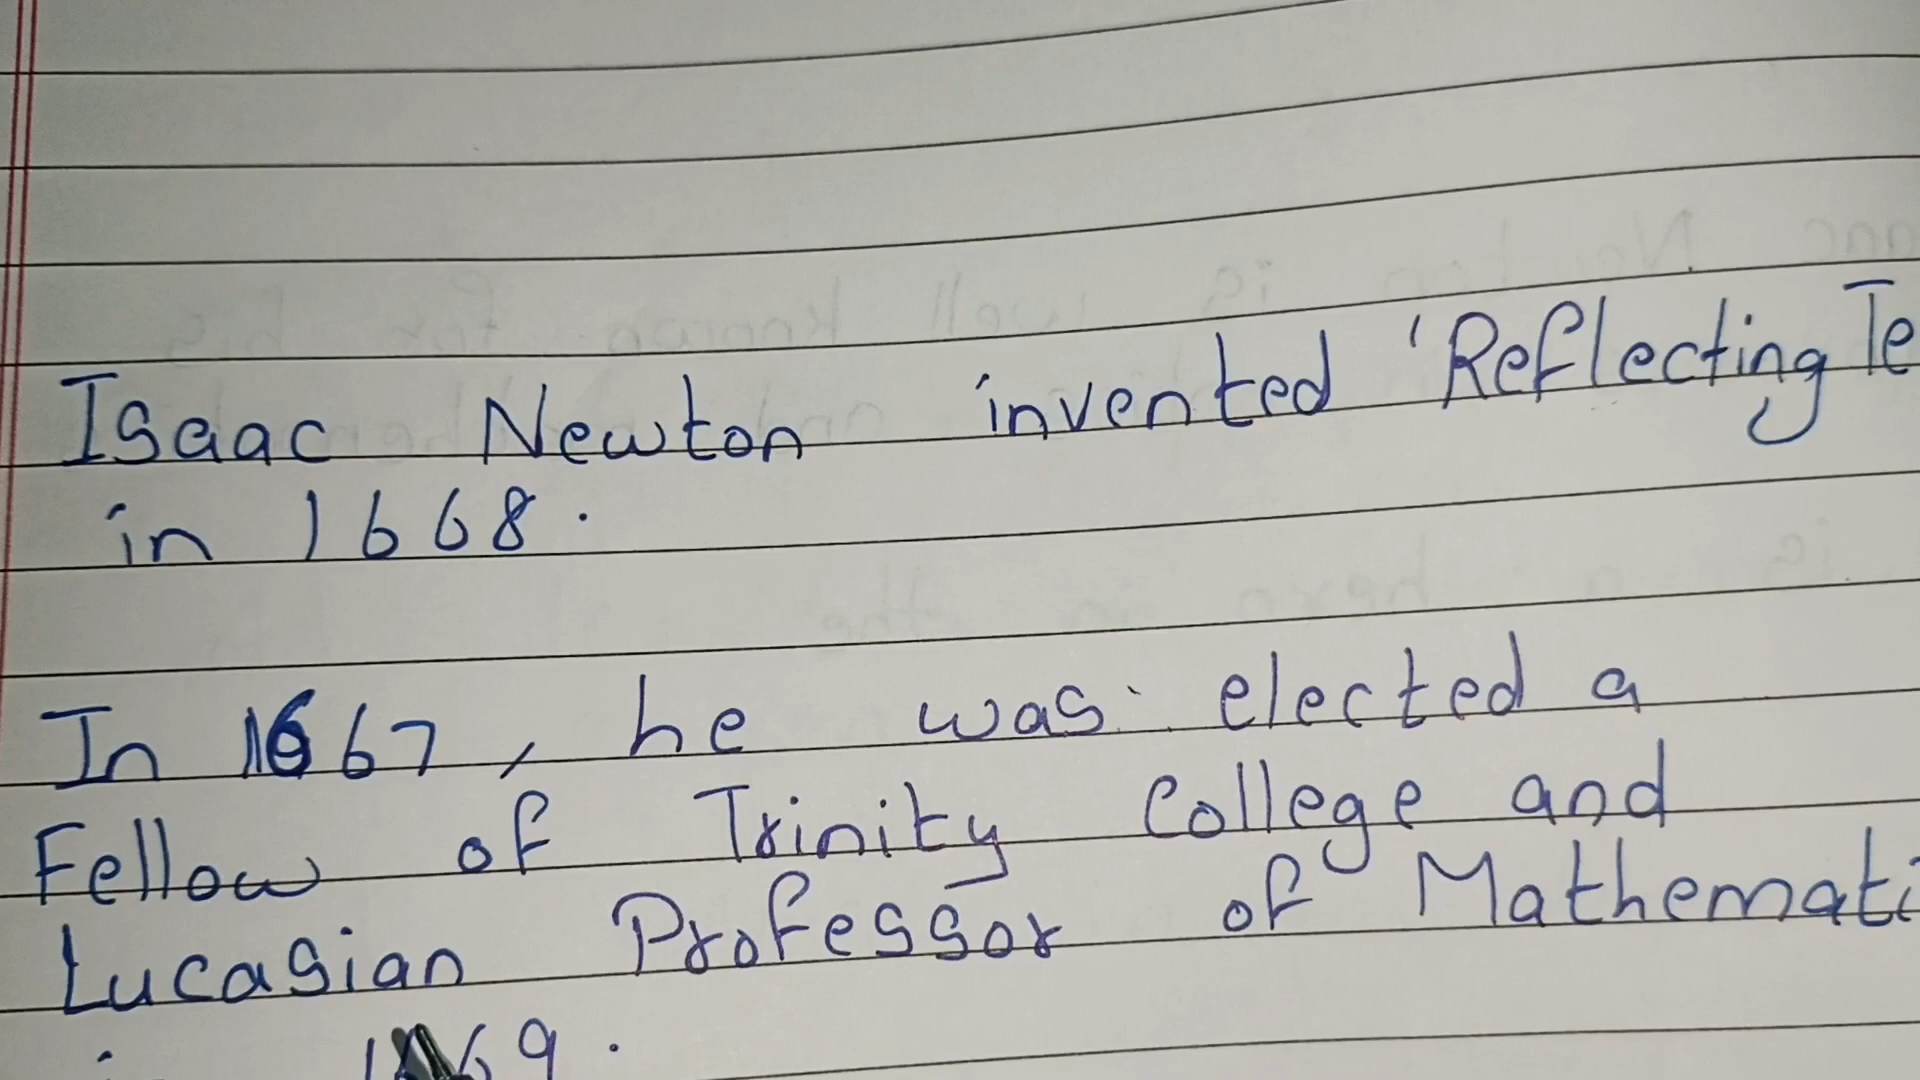 Isaac Newton invented 'Reflecting Te
in 1668.
In 1667, he was elected a
Fellow of Trinity College and
Lucasian Professor of Mathemati
69.